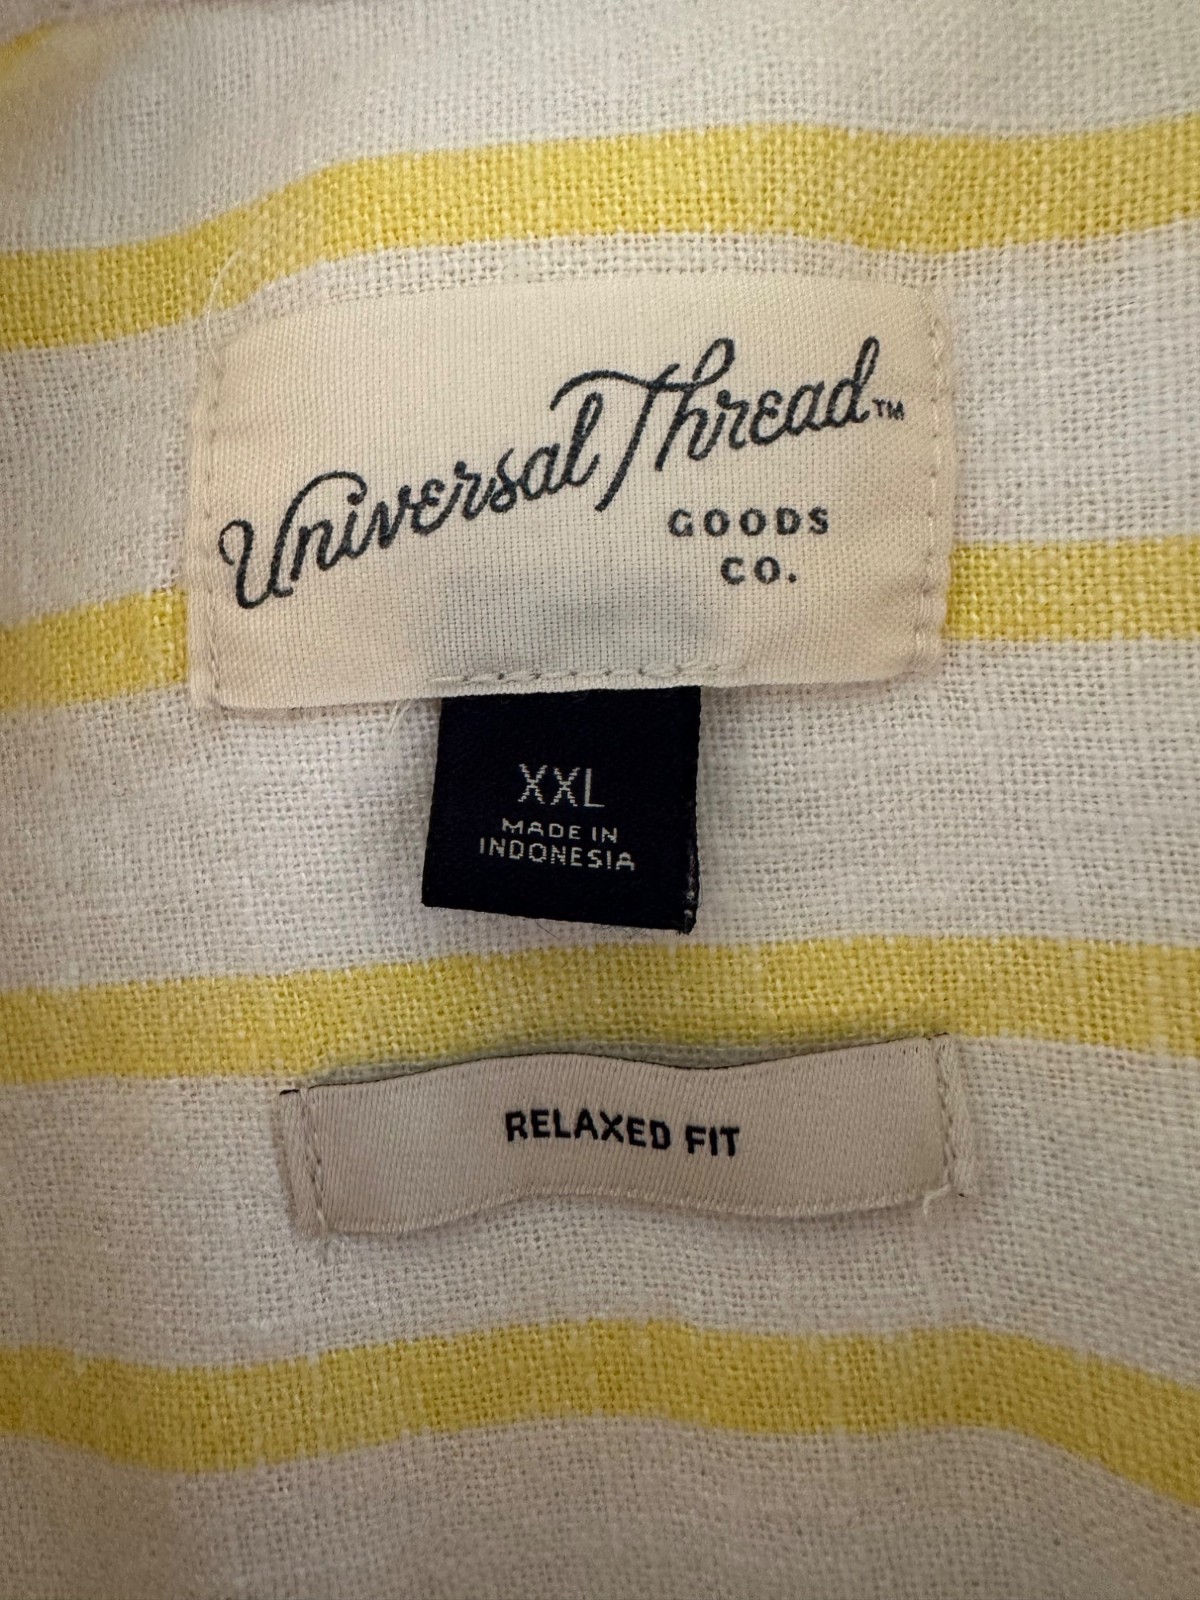 Universal Thread™
GOODS
CO.
XXL
MADE IN
INDONESIA
RELAXED FIT